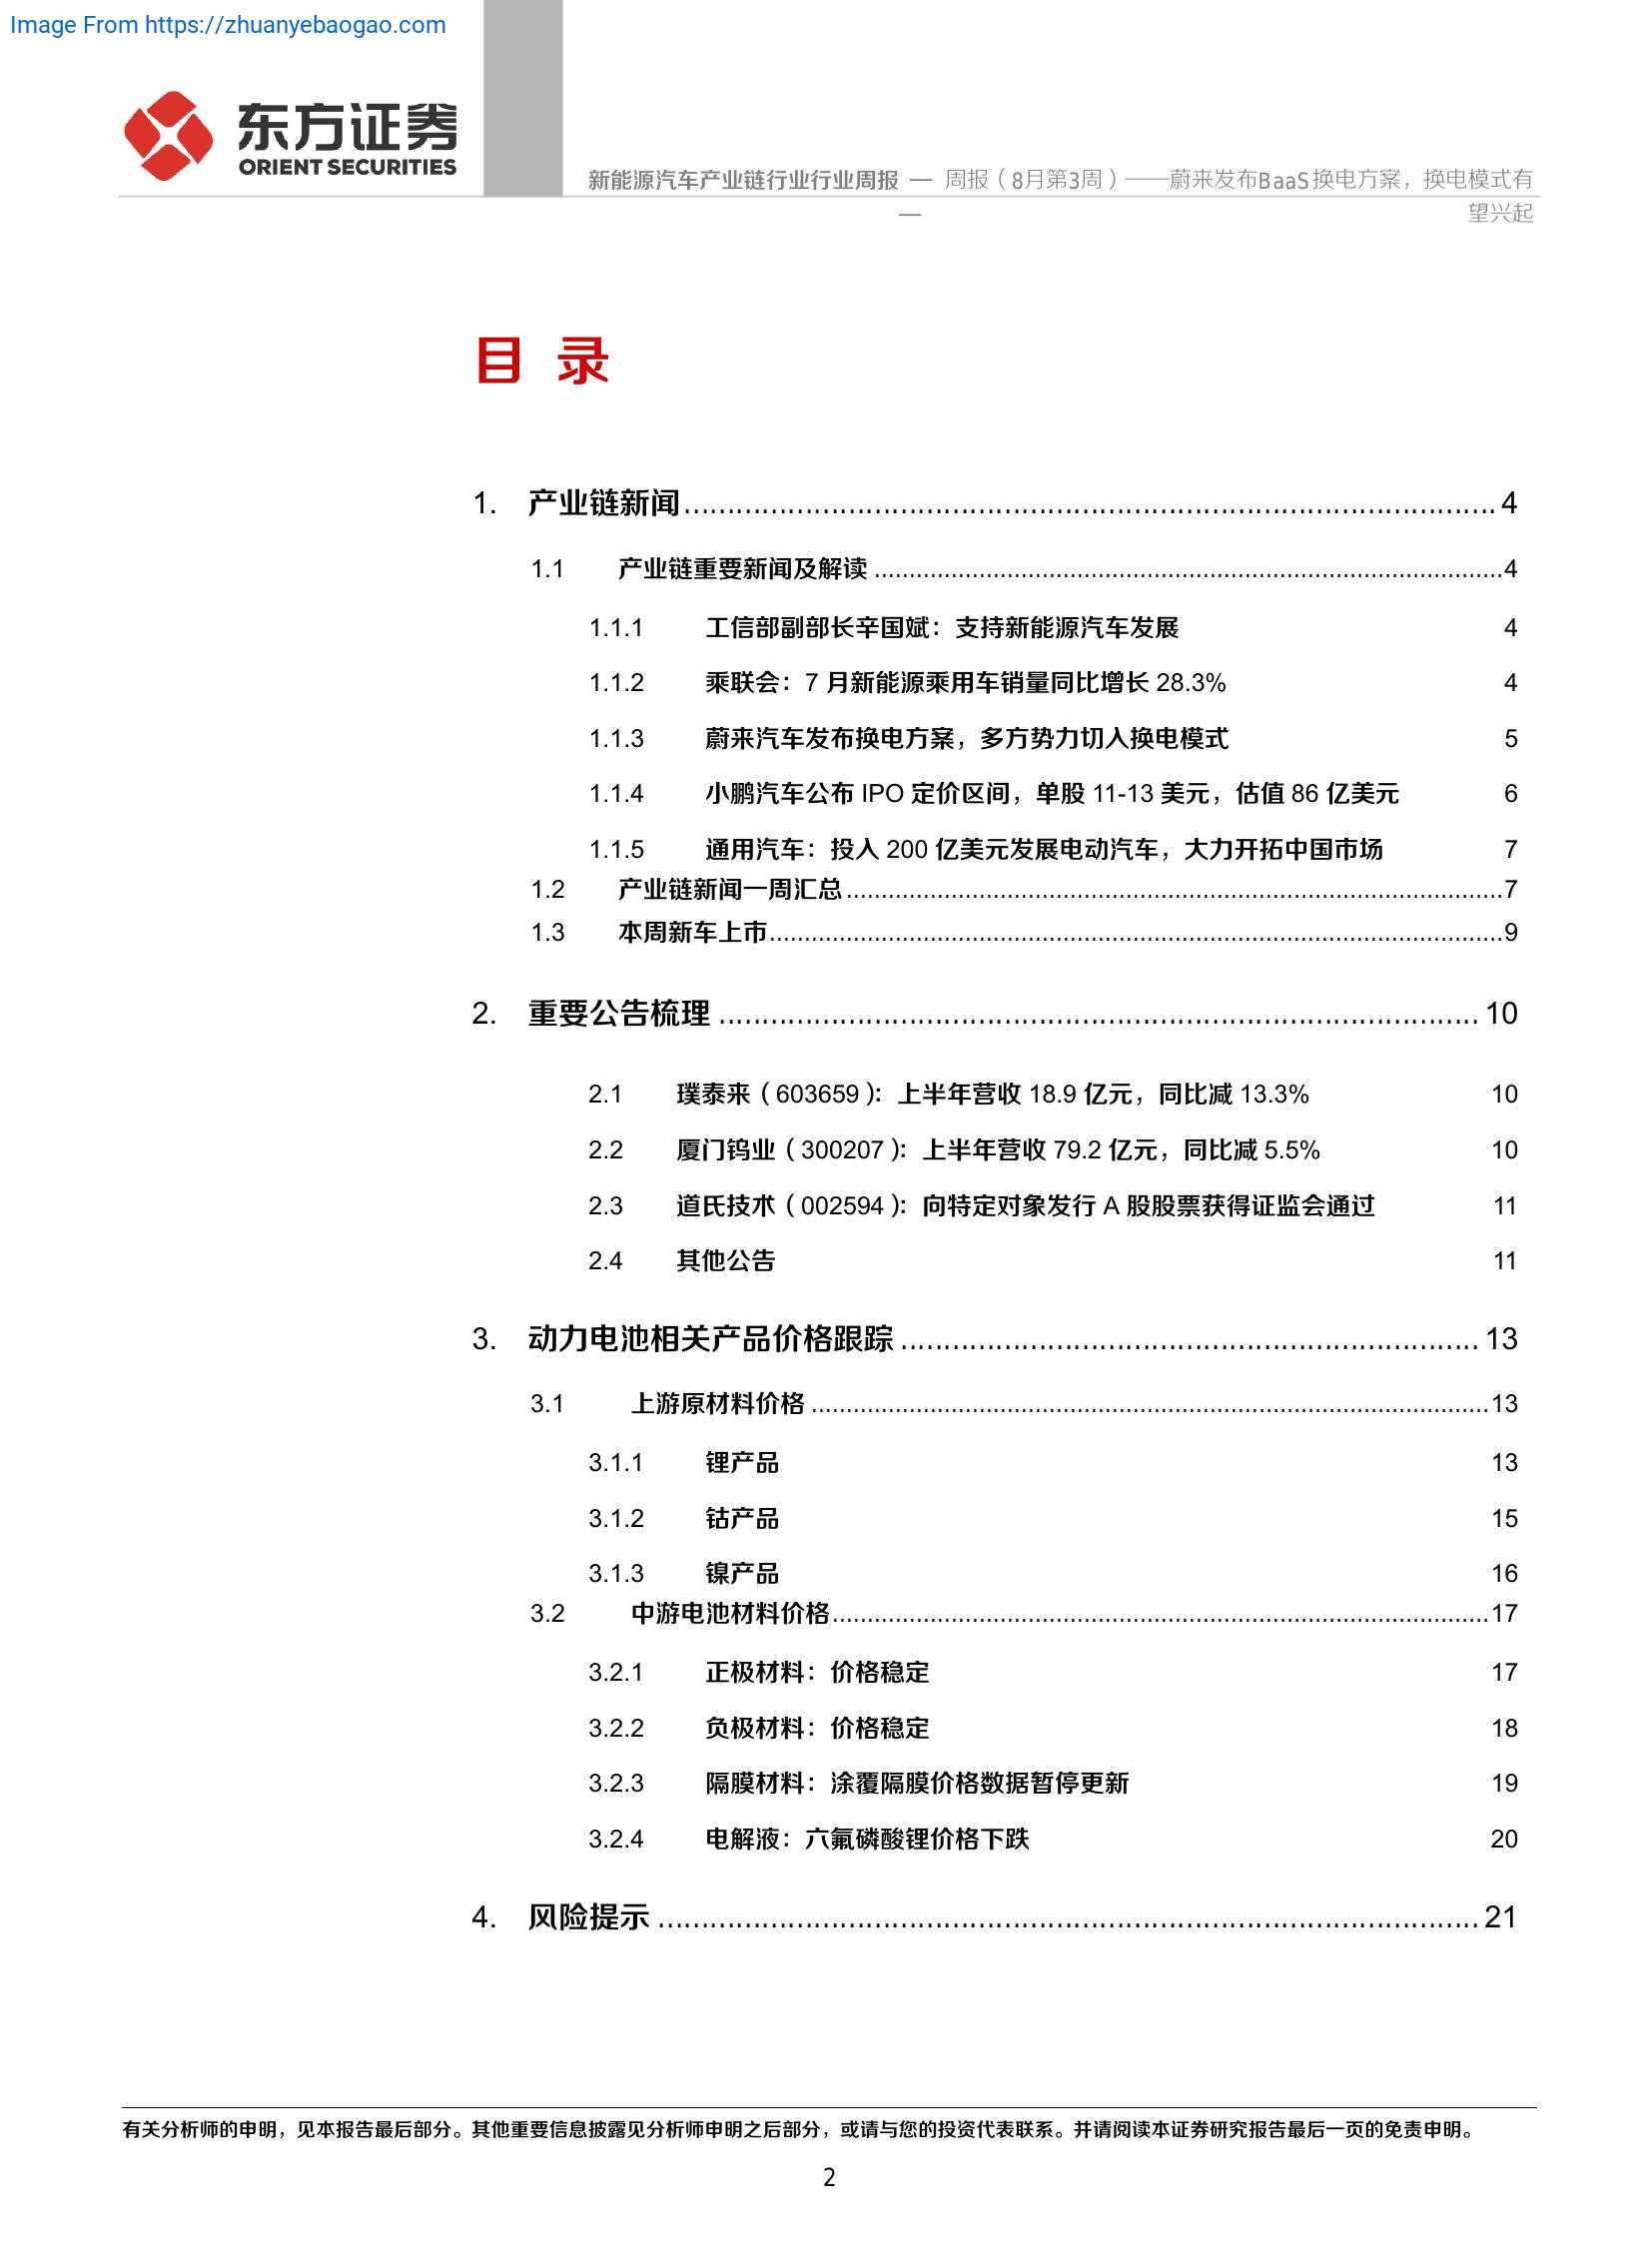 Image From https://zhuanyebaogao.com
东方证券
ORIENT SECURITIES
新能源汽车产业链行业行业周报 —— 周报（8月第3周）——蔚来发布BaaS换电方案，换电模式有
望兴起
目 录
1. 产业链新闻 4
1.1 产业链重要新闻及解读 4
1.1.1 工信部副部长辛国斌：支持新能源汽车发展 4
1.1.2 乘联会：7 月新能源乘用车销量同比增长 28.3% 4
1.1.3 蔚来汽车发布换电方案，多方势力切入换电模式 5
1.1.4 小鹏汽车公布 IPO 定价区间，单股 11-13 美元，估值 86 亿美元 6
1.1.5 通用汽车：投入 200 亿美元发展电动汽车，大力开拓中国市场 7
1.2 产业链新闻一周汇总 7
1.3 本周新车上市 9
2. 重要公告梳理 10
2.1 璞泰来（603659）：上半年营收 18.9 亿元，同比减 13.3% 10
2.2 厦门钨业（300207）：上半年营收 79.2 亿元，同比减 5.5% 10
2.3 道氏技术（002594）：向特定对象发行 A 股股票获得证监会通过 11
2.4 其他公告 11
3. 动力电池相关产品价格跟踪 13
3.1 上游原材料价格 13
3.1.1 锂产品 13
3.1.2 钴产品 15
3.1.3 镍产品 16
3.2 中游电池材料价格 17
3.2.1 正极材料：价格稳定 17
3.2.2 负极材料：价格稳定 18
3.2.3 隔膜材料：涂覆隔膜价格数据暂停更新 19
3.2.4 电解液：六氟磷酸锂价格下跌 20
4. 风险提示 21
有关分析师的申明，见本报告最后部分。其他重要信息披露见分析师申明之后部分，或请与您的投资代表联系。并请阅读本证券研究报告最后一页的免责申明。
2